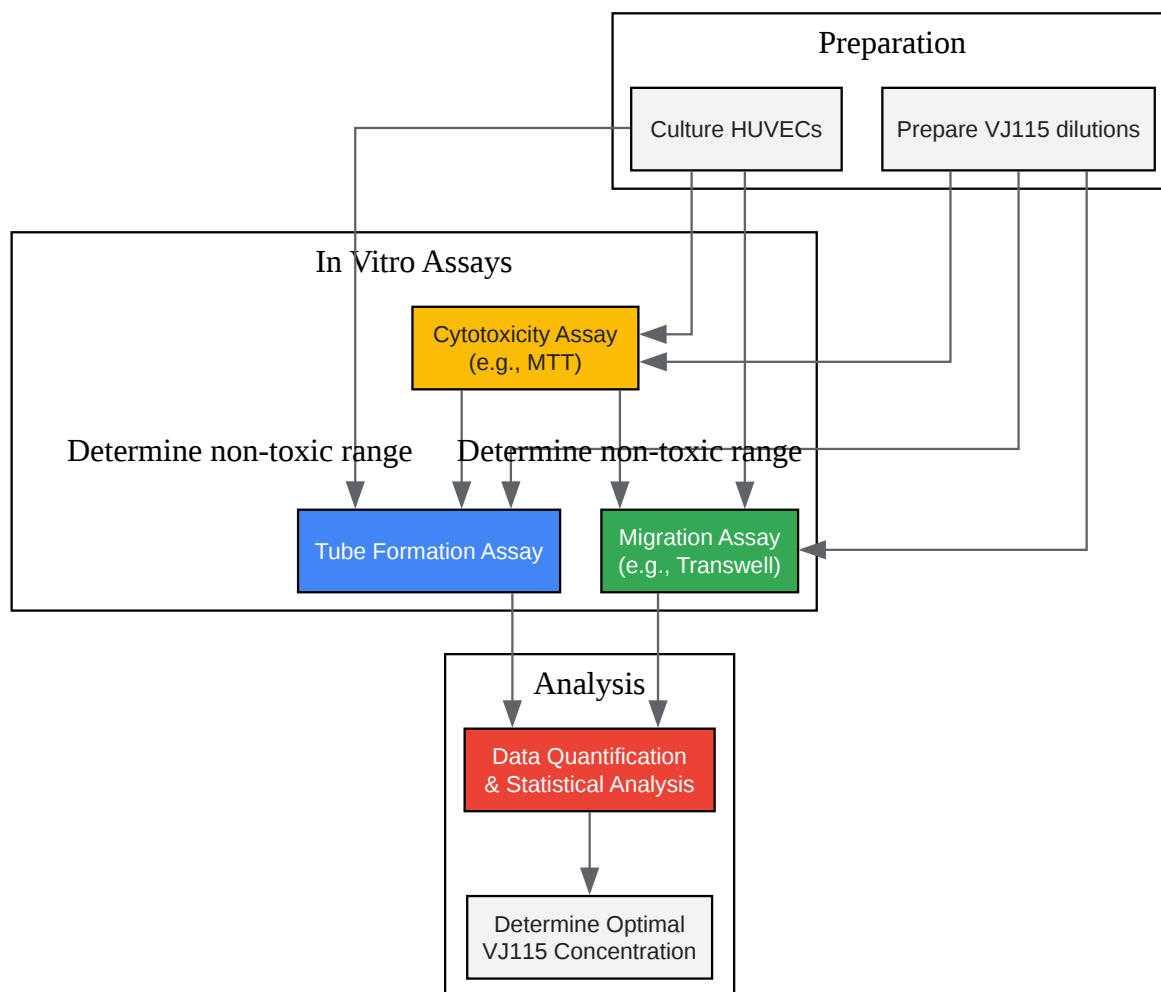 Preparation
Culture HUVECs
Prepare VJ115 dilutions
In Vitro Assays
Cytotoxicity Assay
(e.g., MTT)
Determine non-toxic range
Determine non-toxic range
Tube Formation Assay
Migration Assay
(e.g., Transwell)
Analysis
Data Quantification
& Statistical Analysis
Determine Optimal
VJ115 Concentration